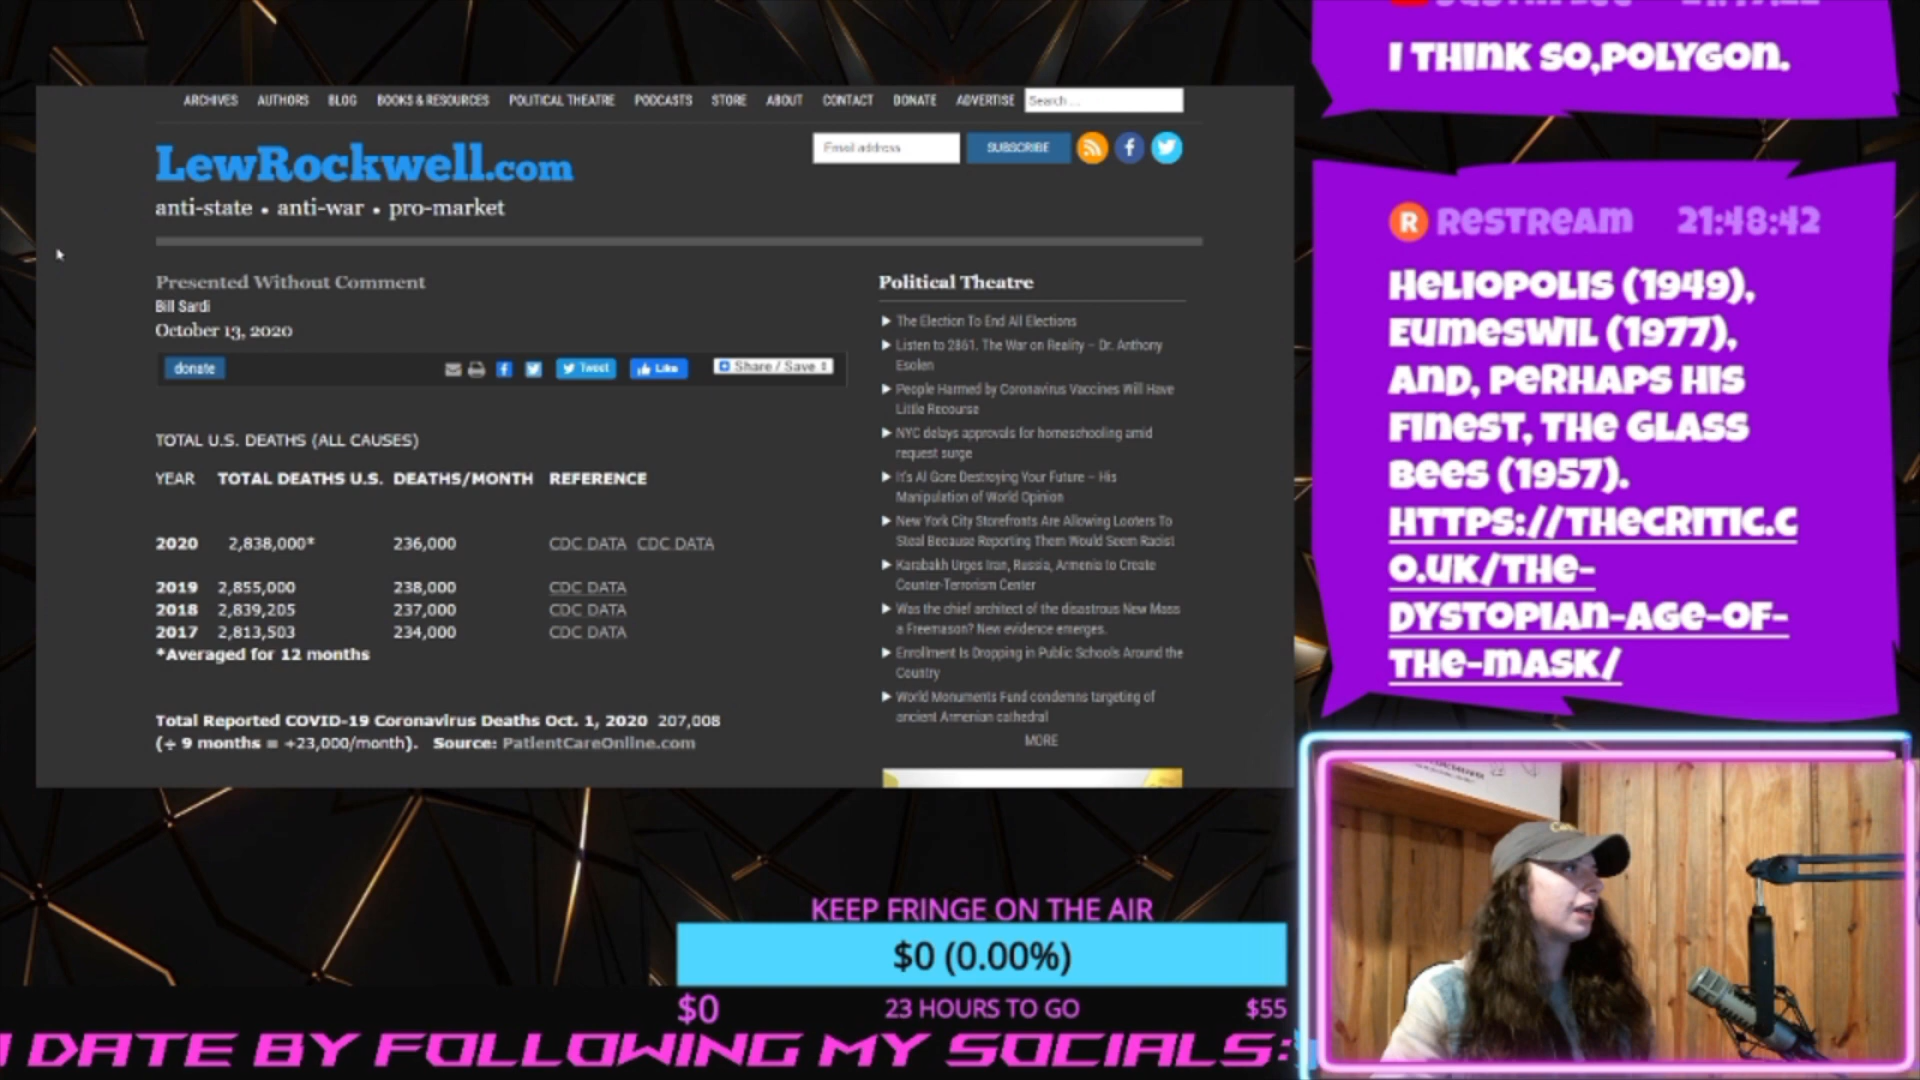 ARCHIVES AUTHORS BLOG BOOKS & RESOURCES POLITICAL THEATRE PODCASTS STORE ABOUT CONTACT DONATE ADVERTISE Search ...
LewRockwell.com
anti-state • anti-war • pro-market
Email address
SUBSCRIBE
Presented Without Comment
Bill Sardi
October 13, 2020
donate
Tweet
Like
Share / Save
TOTAL U.S. DEATHS (ALL CAUSES)
YEAR TOTAL DEATHS U.S. DEATHS/MONTH REFERENCE
2020 2,838,000* 236,000 CDC DATA CDC DATA
2019 2,855,000 238,000 CDC DATA
2018 2,839,205 237,000 CDC DATA
2017 2,813,503 234,000 CDC DATA
*Averaged for 12 months
Total Reported COVID-19 Coronavirus Deaths Oct. 1, 2020 207,008
(÷ 9 months = +23,000/month). Source: PatientCareOnline.com
Political Theatre
The Election To End All Elections
Listen to 2861. The War on Reality – Dr. Anthony
Esolen
People Harmed by Coronavirus Vaccines Will Have
Little Recourse
NYC delays approvals for homeschooling amid
request surge
It's Al Gore Destroying Your Future – His
Manipulation of World Opinion
New York City Storefronts Are Allowing Looters To
Steal Because Reporting Them Would Seem Racist
Karabakh Urges Iran, Russia, Armenia to Create
Counter-Terrorism Center
Was the chief architect of the disastrous New Mass
a Freemason? New evidence emerges.
Enrollment Is Dropping in Public Schools Around the
Country
World Monuments Fund condemns targeting of
ancient Armenian cathedral
MORE
I THINK SO,POLYGON.
R RESTREAM 21:48:42
HELIOPOLIS (1949),
EUMESWIL (1977),
AND, PERHAPS HIS
FINEST, THE GLASS
BEES (1957).
HTTPS://THECRITIC.C
O.UK/THE-
DYSTOPIAN-AGE-OF-
THE-MASK/
KEEP FRINGE ON THE AIR
$0 (0.00%)
$0 23 HOURS TO GO $55
DATE BY FOLLOWING MY SOCIALS: